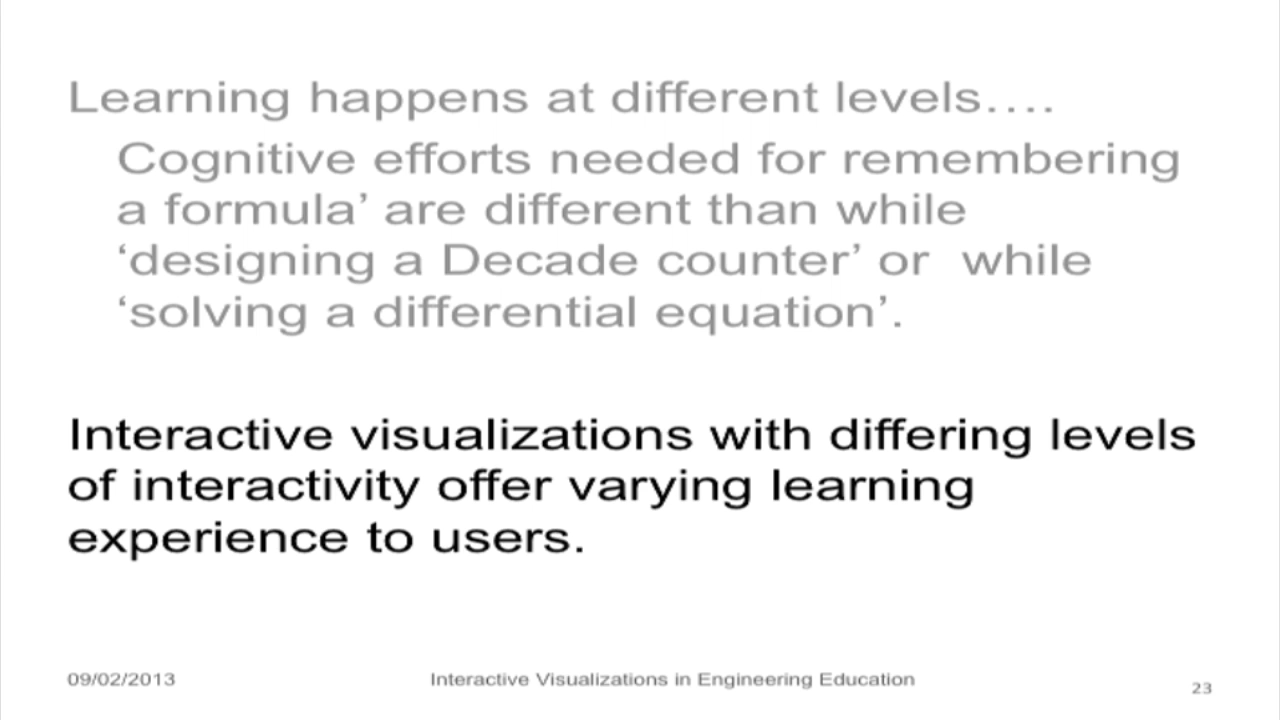 Learning happens at different levels....
Cognitive efforts needed for remembering
a formula’ are different than while
‘designing a Decade counter’ or while
‘solving a differential equation’.
Interactive visualizations with differing levels
of interactivity offer varying learning
experience to users.
09/02/2013
Interactive Visualizations in Engineering Education
23